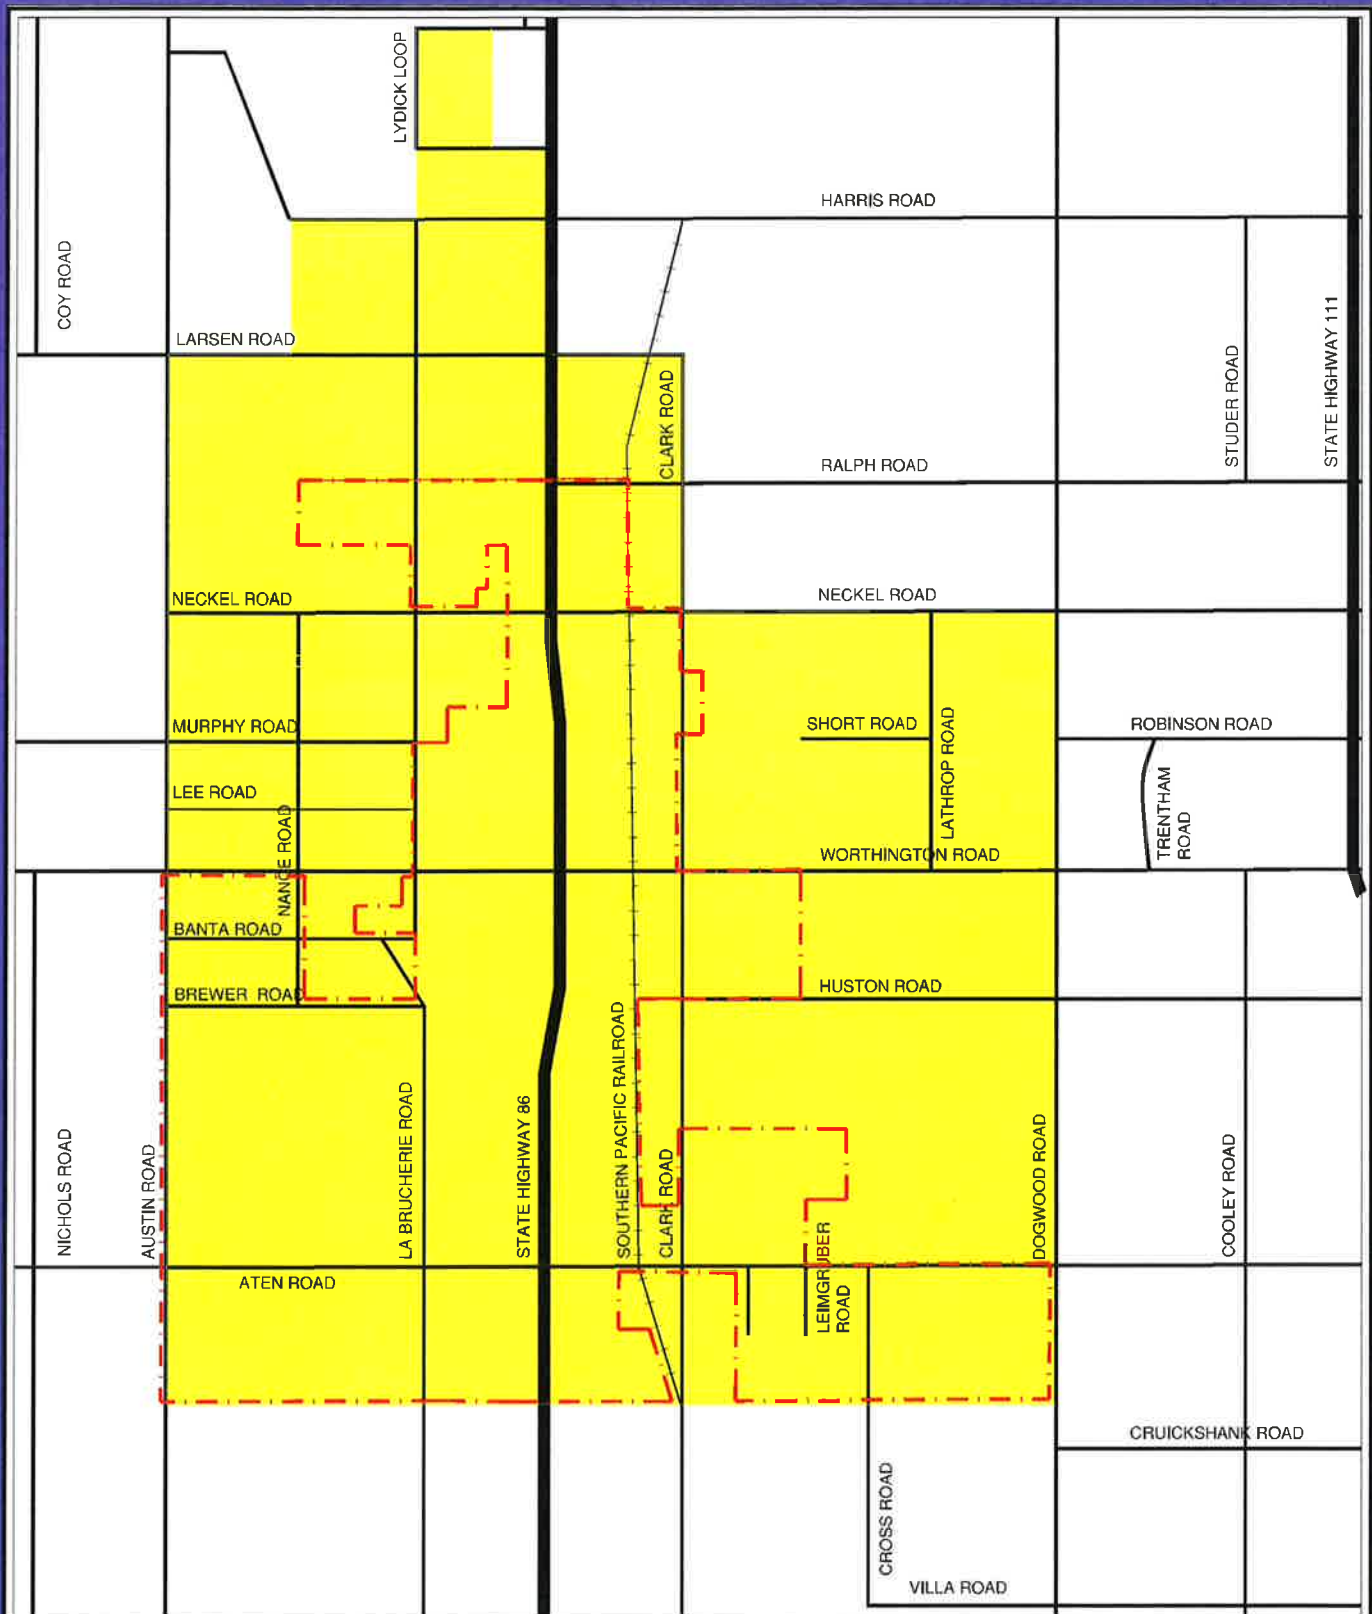 LYDICK LOOP
HARRIS ROAD
COY ROAD
LARSEN ROAD
STATE HIGHWAY 111
STUDER ROAD
CLARK ROAD
RALPH ROAD
NECKEL ROAD
NECKEL ROAD
MURPHY ROAD
SHORT ROAD
ROBINSON ROAD
LATHROP ROAD
TRENTHAM
ROAD
LEE ROAD
NANCE ROAD
WORTHINGTON ROAD
BANTA ROAD
BREWER ROAD
HUSTON ROAD
NICHOLS ROAD
AUSTIN ROAD
LA BRUCHERIE ROAD
STATE HIGHWAY 86
SOUTHERN PACIFIC RAILROAD
CLARK ROAD
DOGWOOD ROAD
COOLEY ROAD
ATEN ROAD
LEIMGRUBER
ROAD
CRUICKSHANK ROAD
CROSS ROAD
VILLA ROAD